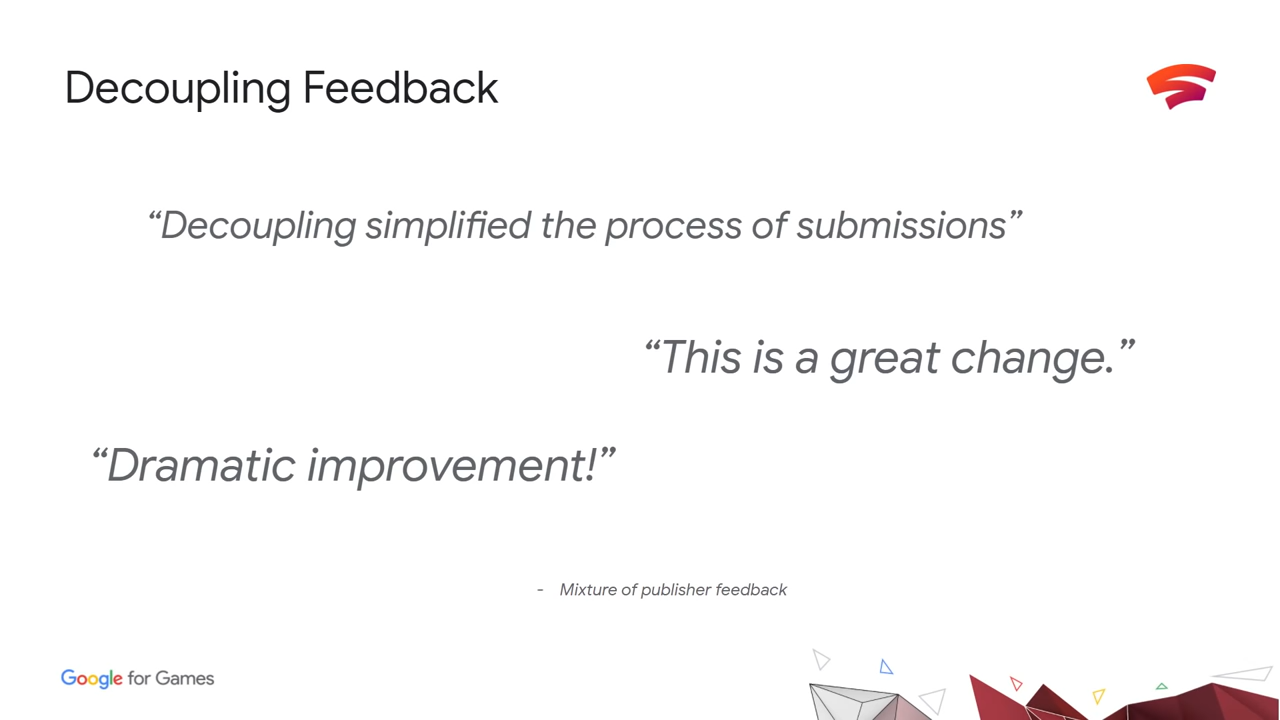 Decoupling Feedback
“Decoupling simplified the process of submissions”
“This is a great change.”
“Dramatic improvement!”
- Mixture of publisher feedback
Google for Games